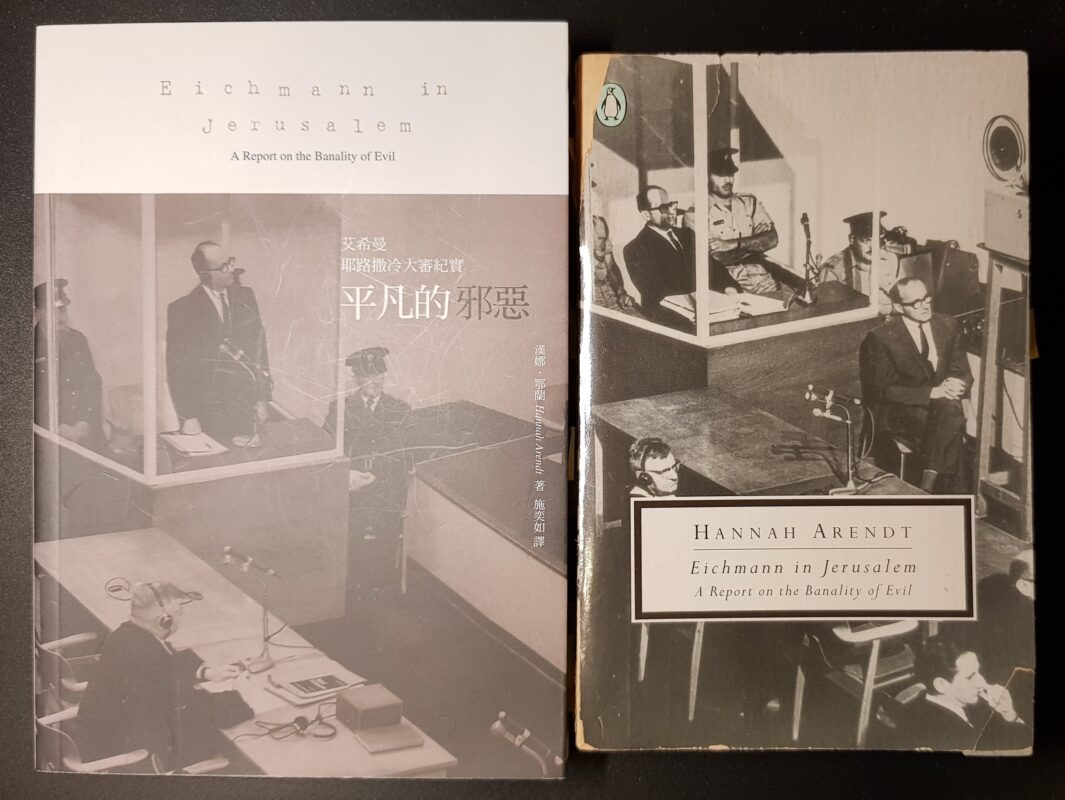 Eichmann in
Jerusalem
A Report on the Banality of Evil
艾希曼
耶路撒冷大審紀實
平凡的邪惡
漢娜・鄂蘭 Hannah Arendt 著 施奕如 譯
HANNAH ARENDT
Eichmann in Jerusalem
A Report on the Banality of Evil